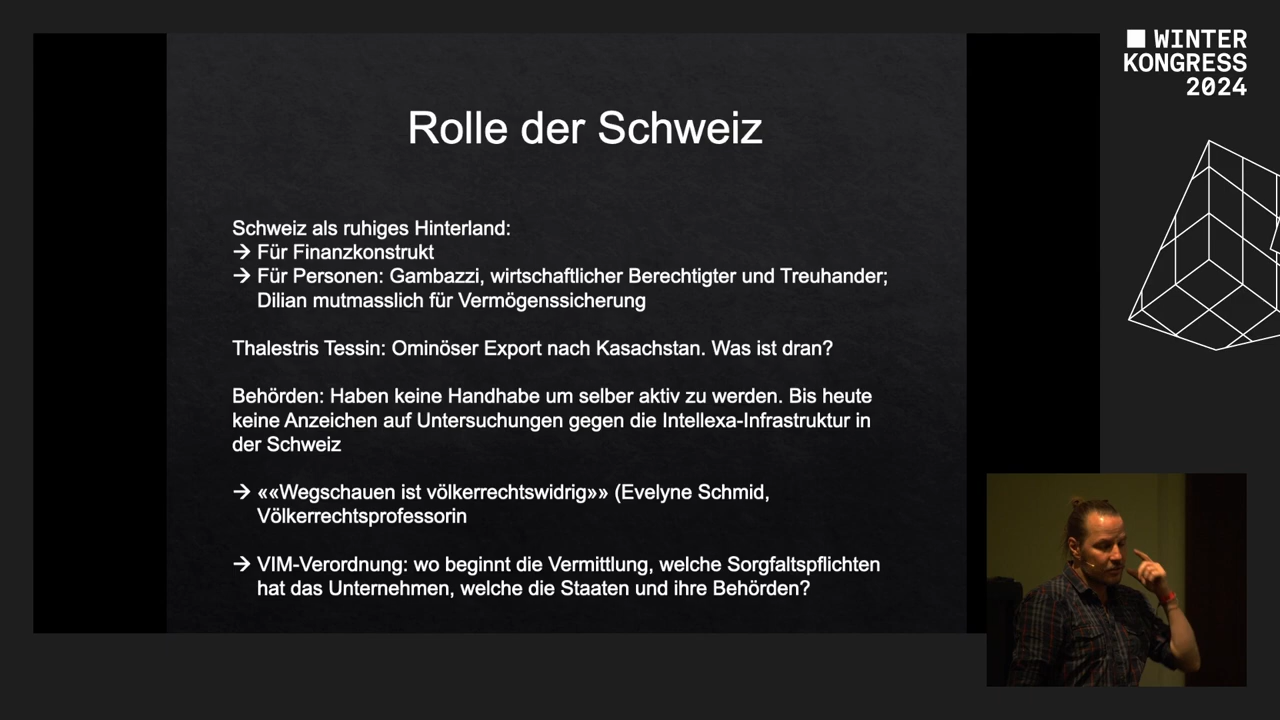 WINTER
KONGRESS
2024
Rolle der Schweiz
Schweiz als ruhiges Hinterland:
→ Für Finanzkonstrukt
→ Für Personen: Gambazzi, wirtschaftlicher Berechtigter und Treuhander;
Dilian mutmasslich für Vermögenssicherung
Thalestris Tessin: Ominöser Export nach Kasachstan. Was ist dran?
Behörden: Haben keine Handhabe um selber aktiv zu werden. Bis heute
keine Anzeichen auf Untersuchungen gegen die Intellexa-Infrastruktur in
der Schweiz
→ ««Wegschauen ist völkerrechtswidrig»» (Evelyne Schmid,
Völkerrechtsprofessorin
→ VIM-Verordnung: wo beginnt die Vermittlung, welche Sorgfaltspflichten
hat das Unternehmen, welche die Staaten und ihre Behörden?